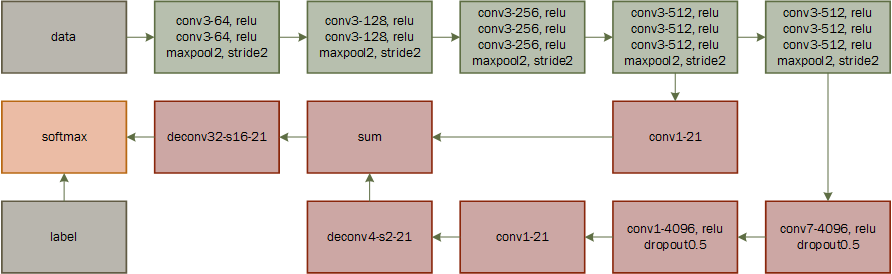 data
conv3-64, relu
conv3-64, relu
maxpool2, stride2
conv3-128, relu
conv3-128, relu
maxpool2, stride2
conv3-256, relu
conv3-256, relu
conv3-256, relu
maxpool2, stride2
conv3-512, relu
conv3-512, relu
conv3-512, relu
maxpool2, stride2
conv3-512, relu
conv3-512, relu
conv3-512, relu
maxpool2, stride2
softmax
deconv32-s16-21
sum
conv1-21
label
deconv4-s2-21
conv1-21
conv1-4096, relu
dropout0.5
conv7-4096, relu
dropout0.5